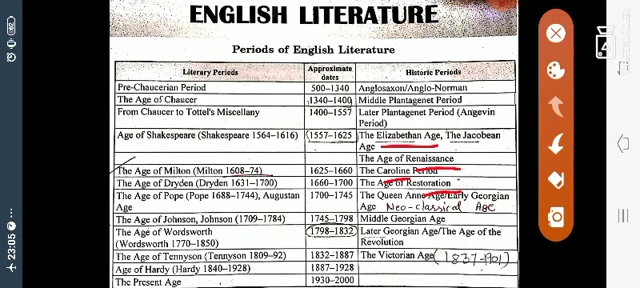 ENGLISH LITERATURE
Periods of English Literature
Literary Periods Approximate dates Historic Periods
Pre-Chaucerian Period 500–1340 Anglosaxon/Anglo-Norman
The Age of Chaucer 1340–1400 Middle Plantagenet Period
From Chaucer to Tottel's Miscellany 1400–1557 Later Plantagenet Period (Angevin
Period)
Age of Shakespeare (Shakespeare 1564–1616) 1557–1625 The Elizabethan Age, The Jacobean
Age
The Age of Renaissance
The Age of Milton (Milton 1608–74) 1625–1660 The Caroline Period
The Age of Dryden (Dryden 1631–1700) 1660–1700 The Age of Restoration
The Age of Pope (Pope 1688–1744), Augustan 1700–1745 The Queen Anne Age/Early Georgian
Age Age Neo-classical Age
The Age of Johnson, Johnson (1709–1784) 1745–1798 Middle Georgian Age
The Age of Wordsworth 1798–1832 Later Georgian Age/The Age of the
(Wordsworth 1770–1850) Revolution
The Age of Tennyson (Tennyson 1809–92) 1832–1887 The Victorian Age (1837-1901)
Age of Hardy (Hardy 1840–1928) 1887–1928
The Present Age 1930–2000
23:05